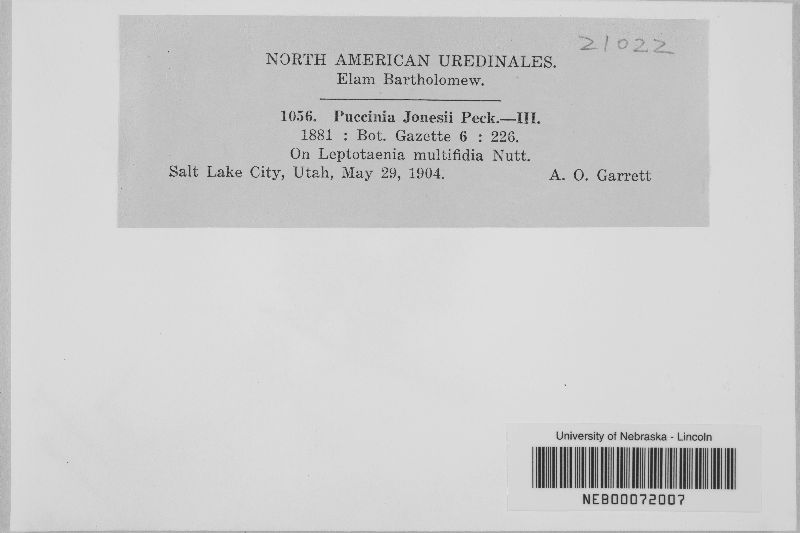 21022
NORTH AMERICAN UREDINALES.
Elam Bartholomew.
1056. Puccinia Jonesii Peck.—III.
1881 : Bot. Gazette 6 : 226.
On Leptotaenia multifidia Nutt.
Salt Lake City, Utah, May 29, 1904. A. O. Garrett
University of Nebraska - Lincoln
NEB00072007